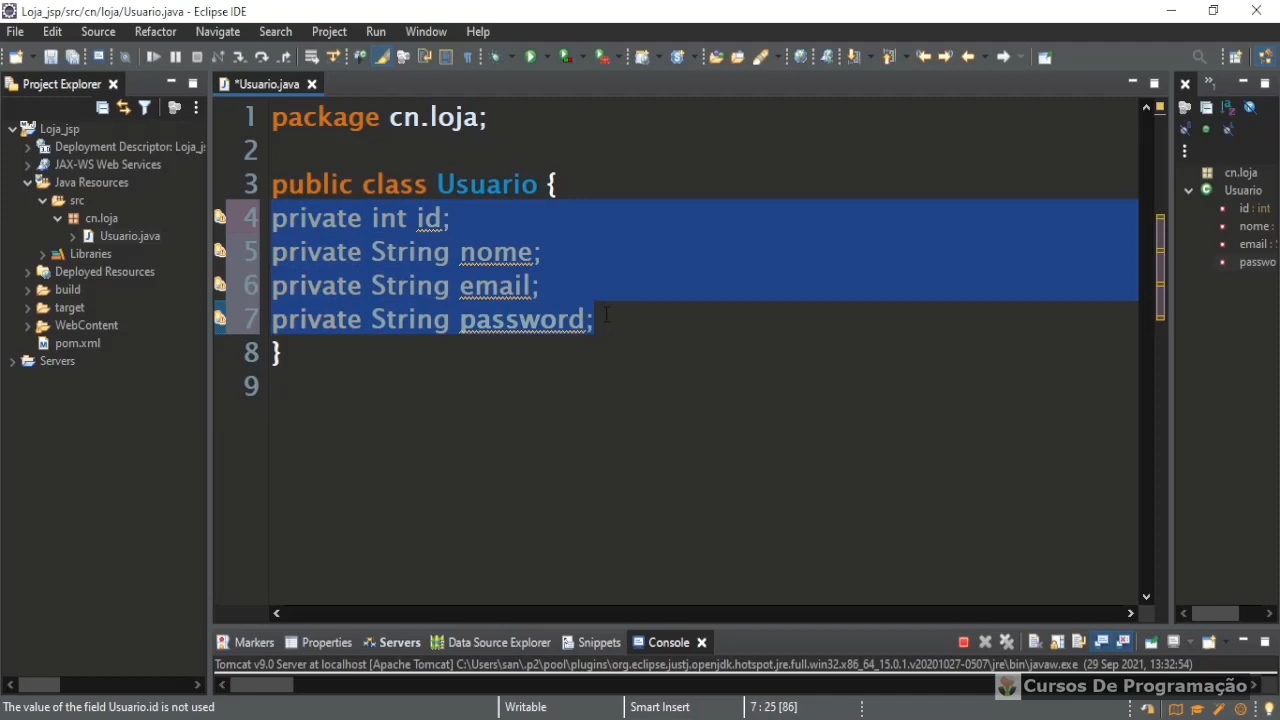 Loja_jsp/src/cn/loja/Usuario.java - Eclipse IDE
File Edit Source Refactor Navigate Search Project Run Window Help
Project Explorer
*Usuario.java
Loja_jsp
Deployment Descriptor: Loja_js
JAX-WS Web Services
Java Resources
src
cn.loja
Usuario.java
Libraries
Deployed Resources
build
target
WebContent
pom.xml
Servers
1 package cn.loja;
2
3 public class Usuario {
4 private int id;
5 private String nome;
6 private String email;
7 private String password;
8 }
9
cn.loja
Usuario
id : int
nome :
email : S
passwo
Markers Properties Servers Data Source Explorer Snippets Console
Tomcat v9.0 Server at localhost [Apache Tomcat] C:\Users\san\.p2\pool\plugins\org.eclipse.justj.openjdk.hotspot.jre.full.win32.x86_64_15.0.1.v20201027-0507\jre\bin\javaw.exe (29 Sep 2021, 13:32:54)
Cursos De Programação
The value of the field Usuario.id is not used Writable Smart Insert 7 : 25 [86]